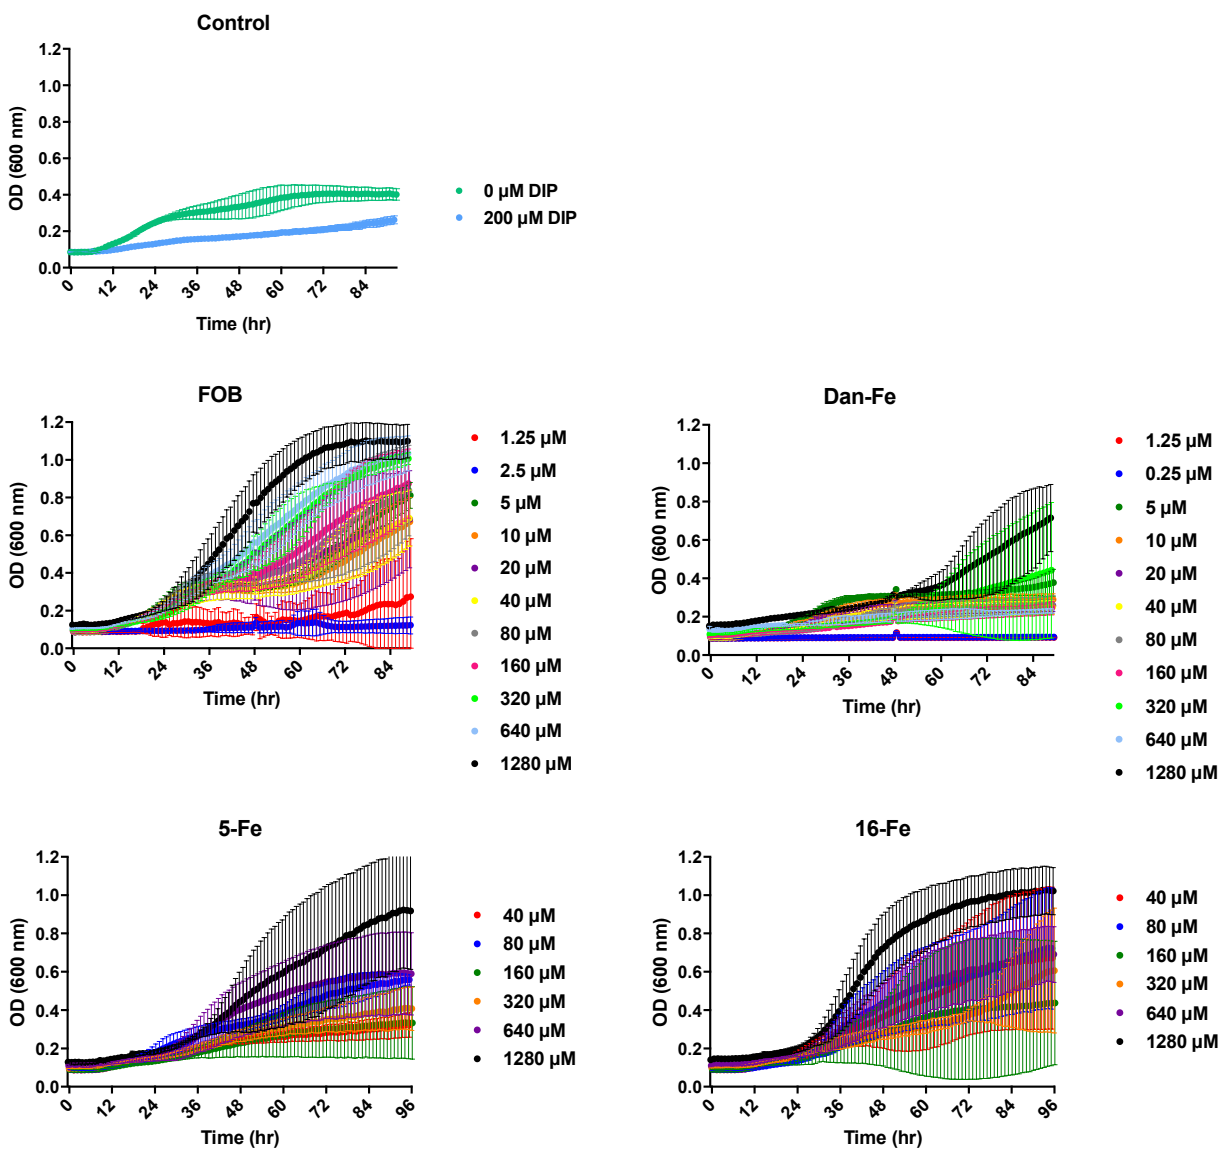 Control
OD (600 nm)
1.2
1.0
0.8
0.6
0.4
0.2
0.0
0 12 24 36 48 60 72 84
Time (hr)
0 µM DIP
200 µM DIP
FOB
OD (600 nm)
1.2
1.0
0.8
0.6
0.4
0.2
0.0
0 12 24 36 48 60 72 84
Time (hr)
1.25 µM
2.5 µM
5 µM
10 µM
20 µM
40 µM
80 µM
160 µM
320 µM
640 µM
1280 µM
Dan-Fe
OD (600 nm)
1.2
1.0
0.8
0.6
0.4
0.2
0.0
0 12 24 36 48 60 72 84
Time (hr)
1.25 µM
0.25 µM
5 µM
10 µM
20 µM
40 µM
80 µM
160 µM
320 µM
640 µM
1280 µM
5-Fe
OD (600 nm)
1.2
1.0
0.8
0.6
0.4
0.2
0.0
0 12 24 36 48 60 72 84 96
Time (hr)
40 µM
80 µM
160 µM
320 µM
640 µM
1280 µM
16-Fe
OD (600 nm)
1.2
1.0
0.8
0.6
0.4
0.2
0.0
0 12 24 36 48 60 72 84 96
Time (hr)
40 µM
80 µM
160 µM
320 µM
640 µM
1280 µM